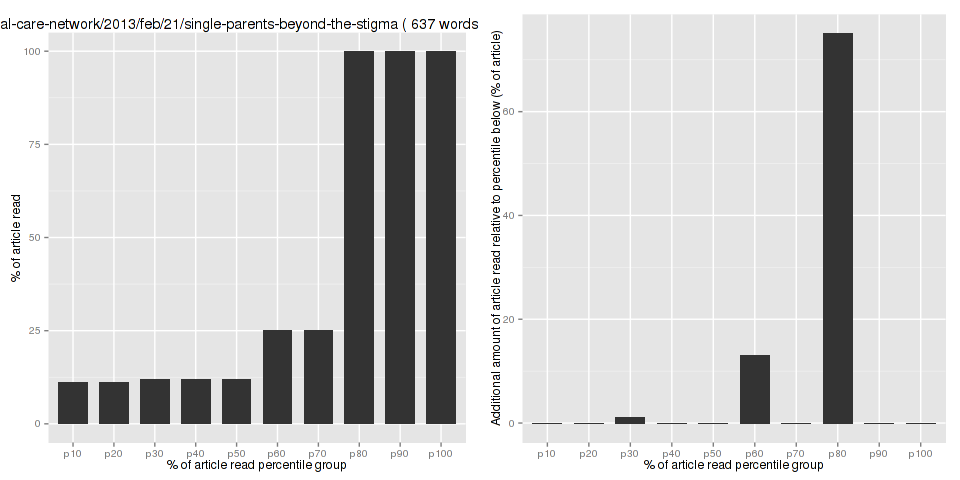 al-care-network/2013/feb/21/single-parents-beyond-the-stigma ( 637 words
100
75
50
25
0
% of article read
p10 p20 p30 p40 p50 p60 p70 p80 p90 p100
% of article read percentile group
Additional amount of article read relative to percentile below (% of article)
60
40
20
0
p10 p20 p30 p40 p50 p60 p70 p80 p90 p100
% of article read percentile group